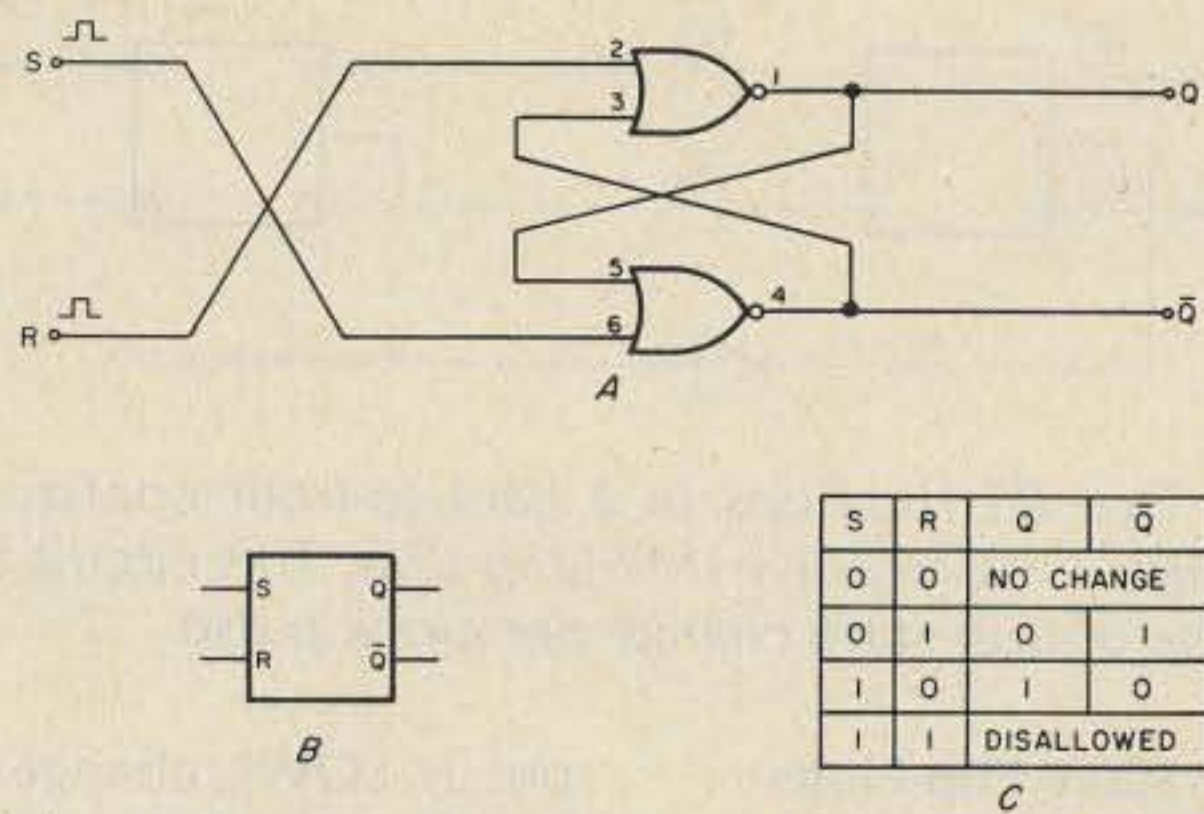 S
2
1
Q
3
5
4
Q̄
R
6
A
S Q
R Q̄
B
S R Q Q̄
0 0 NO CHANGE
0 1 0 1
1 0 1 0
1 1 DISALLOWED
C